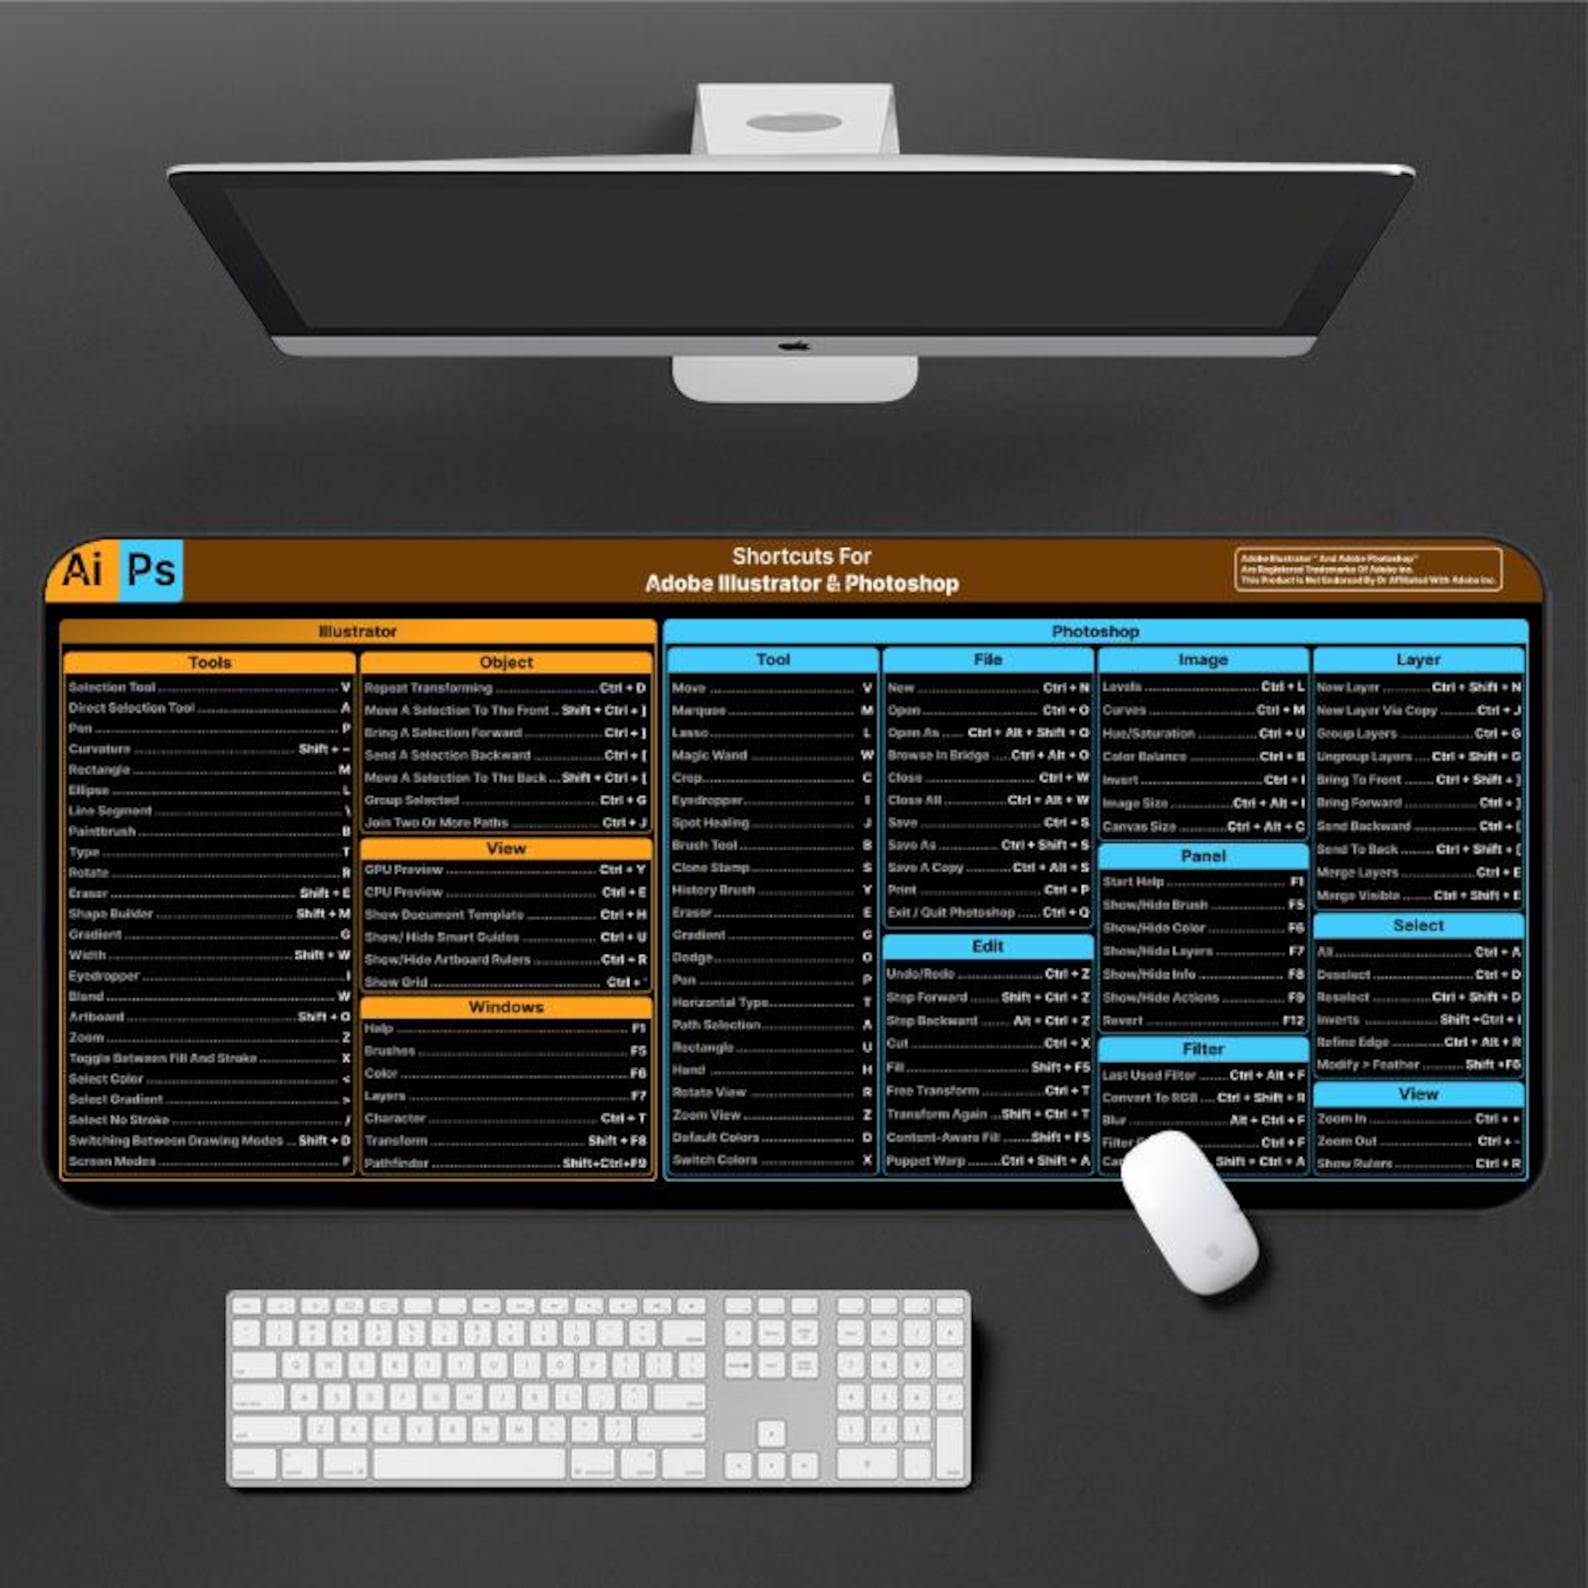 Ai Ps
Shortcuts For
Adobe Illustrator & Photoshop
Adobe Illustrator™ And Adobe Photoshop™
Are Registered Trademarks Of Adobe Inc.
This Product Is Not Endorsed By Or Affiliated With Adobe Inc.
Illustrator
Tools
Selection Tool V
Direct Selection Tool A
Pen P
Curvature Shift + ~
Rectangle M
Ellipse L
Line Segment \
Paintbrush B
Type T
Rotate R
Eraser Shift + E
Shape Builder Shift + M
Gradient G
Width Shift + W
Eyedropper I
Blend W
Artboard Shift + O
Zoom Z
Toggle Between Fill And Stroke X
Select Color <
Select Gradient >
Select No Stroke /
Switching Between Drawing Modes Shift + D
Screen Modes F
Object
Repeat Transforming Ctrl + D
Move A Selection To The Front Shift + Ctrl + ]
Bring A Selection Forward Ctrl + ]
Send A Selection Backward Ctrl + [
Move A Selection To The Back Shift + Ctrl + [
Group Selected Ctrl + G
Join Two Or More Paths Ctrl + J
View
GPU Preview Ctrl + Y
CPU Preview Ctrl + E
Show Document Template Ctrl + H
Show/ Hide Smart Guides Ctrl + U
Show/Hide Artboard Rulers Ctrl + R
Show Grid Ctrl + "
Windows
Help F1
Brushes F5
Color F6
Layers F7
Character Ctrl + T
Transform Shift + F8
Pathfinder Shift+Ctrl+F9
Photoshop
Tool
Move V
Marquee M
Lasso L
Magic Wand W
Crop C
Eyedropper I
Spot Healing J
Brush Tool B
Clone Stamp S
History Brush Y
Eraser E
Gradient G
Dodge O
Pen P
Horizontal Type T
Path Selection A
Rectangle U
Hand H
Rotate View R
Zoom View Z
Default Colors D
Switch Colors X
File
New Ctrl + N
Open Ctrl + O
Open As Ctrl + Alt + Shift + O
Browse In Bridge Ctrl + Alt + O
Close Ctrl + W
Close All Ctrl + Alt + W
Save Ctrl + S
Save As Ctrl + Shift + S
Save A Copy Ctrl + Alt + S
Print Ctrl + P
Exit / Quit Photoshop Ctrl + Q
Edit
Undo/Redo Ctrl + Z
Step Forward Shift + Ctrl + Z
Step Backward Alt + Ctrl + Z
Cut Ctrl + X
Fill Shift + F5
Free Transform Ctrl + T
Transform Again Shift + Ctrl + T
Content-Aware Fill Shift + F5
Puppet Warp Ctrl + Shift + A
Image
Levels Ctrl + L
Curves Ctrl + M
Hue/Saturation Ctrl + U
Color Balance Ctrl + B
Invert Ctrl + I
Image Size Ctrl + Alt + I
Canvas Size Ctrl + Alt + C
Panel
Start Help F1
Show/Hide Brush F5
Show/Hide Color F6
Show/Hide Layers F7
Show/Hide Info F8
Show/Hide Actions F9
Revert F12
Filter
Last Used Filter Ctrl + Alt + F
Convert To RGB Ctrl + Shift + R
Blur Alt + Ctrl + F
Filter Ctrl + F
Shift + Ctrl + A
Layer
New Layer Ctrl + Shift + N
New Layer Via Copy Ctrl + J
Group Layers Ctrl + G
Ungroup Layers Ctrl + Shift + G
Bring To Front Ctrl + Shift + ]
Bring Forward Ctrl + ]
Send Backward Ctrl + [
Send To Back Ctrl + Shift + [
Merge Layers Ctrl + E
Merge Visible Ctrl + Shift + E
Select
All Ctrl + A
Deselect Ctrl + D
Reselect Ctrl + Shift + D
Inverts Shift +Ctrl + I
Refine Edge Ctrl + Alt + R
Modify > Feather Shift +F6
View
Zoom In Ctrl + +
Zoom Out Ctrl + -
Show Rulers Ctrl + R